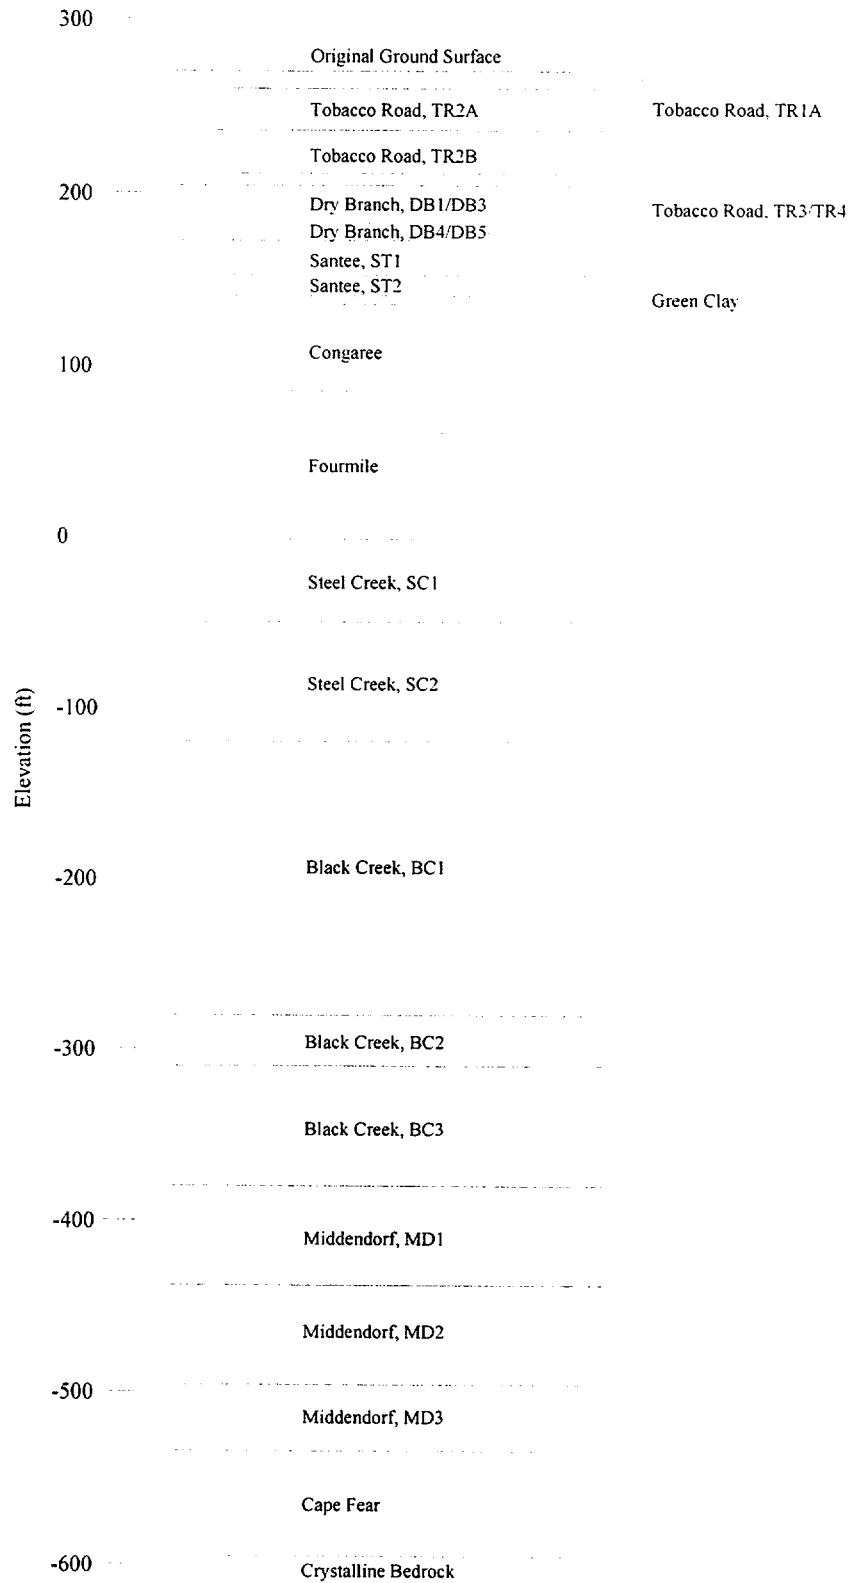 300
Original Ground Surface
Tobacco Road, TR2A
Tobacco Road, TR1A
Tobacco Road, TR2B
200
Dry Branch, DB1/DB3
Tobacco Road, TR3/TR4
Dry Branch, DB4/DB5
Santee, ST1
Santee, ST2
Green Clay
Congaree
100
Fourmile
0
Steel Creek, SC1
Steel Creek, SC2
-100
Elevation (ft)
Black Creek, BC1
-200
Black Creek, BC2
-300
Black Creek, BC3
-400
Middendorf, MD1
Middendorf, MD2
-500
Middendorf, MD3
Cape Fear
-600
Crystalline Bedrock